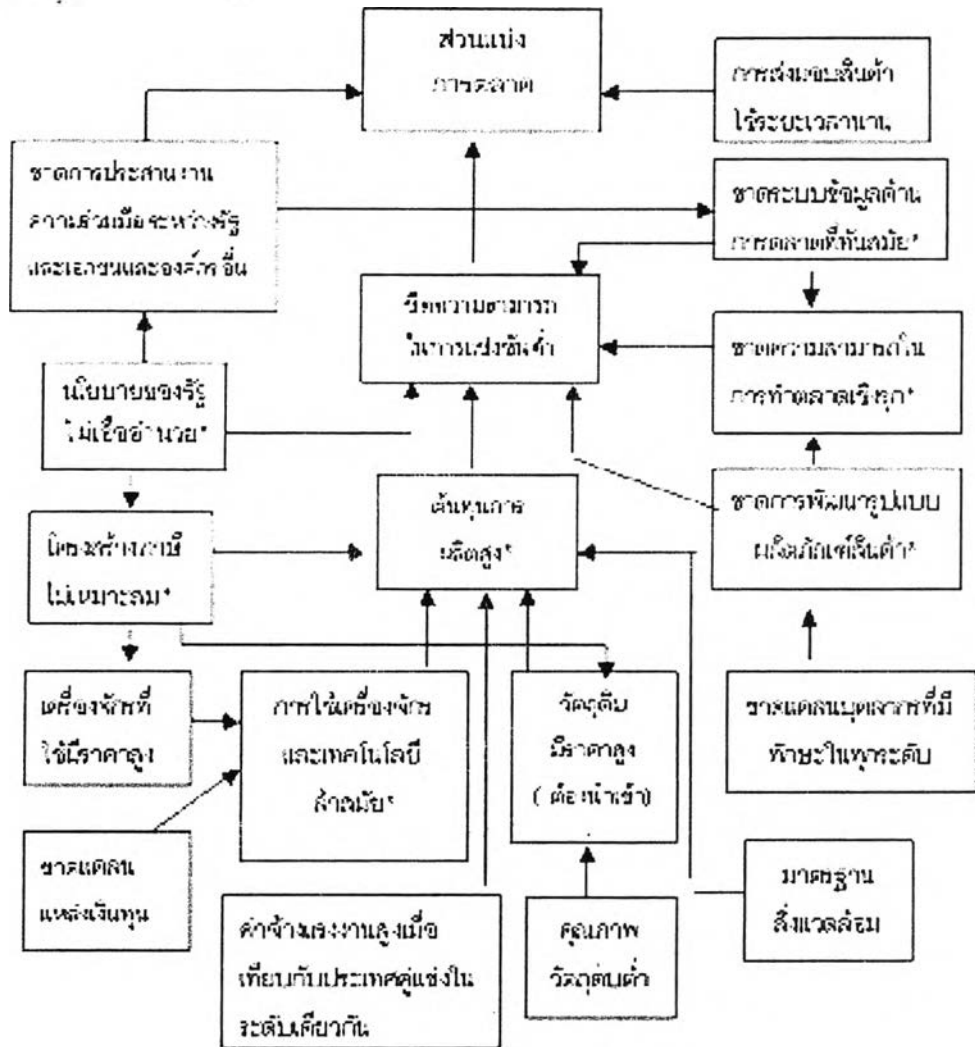 ส่วนแบ่ง
การตลาด
การส่งมอบสินค้า
ใช้ระยะเวลานาน
ขาดการประสานงาน
ความร่วมมือระหว่างรัฐ
และเอกชนและองค์กรอื่น
ขาดระบบข้อมูลด้าน
การตลาดที่ทันสมัย*
ขีดความสามารถ
ในการแข่งขันต่ำ
ขาดความสามารถใน
การทำตลาดเชิงรุก*
นโยบายของรัฐ
ไม่เอื้ออำนวย*
ต้นทุนการ
ผลิตสูง*
ขาดการพัฒนารูปแบบ
ผลิตภัณฑ์สินค้า*
โครงสร้างภาษี
ไม่เหมาะสม*
เครื่องจักรที่
ใช้มีราคาสูง
การใช้เครื่องจักร
และเทคโนโลยี
ล้าสมัย*
วัตถุดิบ
มีราคาสูง
( ต้องนำเข้า)
ขาดแคลนบุคลากรที่มี
ทักษะในทุกระดับ
ขาดแคลน
แหล่งเงินทุน
ค่าจ้างแรงงานสูงเมื่อ
เทียบกับประเทศคู่แข่งใน
ระดับเดียวกัน
คุณภาพ
วัตถุดิบต่ำ
มาตรฐาน
สิ่งแวดล้อม